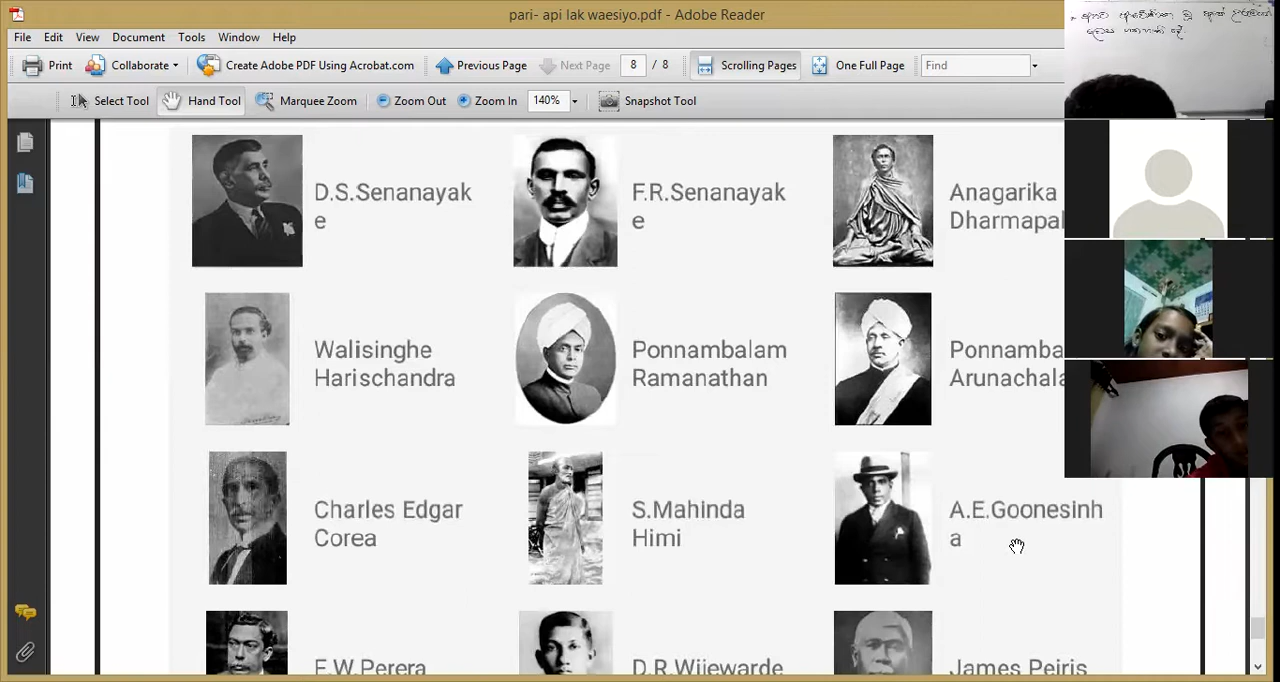 pari- api lak waesiyo.pdf - Adobe Reader
File Edit View Document Tools Window Help
Print Collaborate Create Adobe PDF Using Acrobat.com Previous Page Next Page 8 / 8 Scrolling Pages One Full Page Find
Select Tool Hand Tool Marquee Zoom Zoom Out Zoom In 140% Snapshot Tool
D.S.Senanayak
e
F.R.Senanayak
e
Anagarika
Dharmapal
Walisinghe
Harischandra
Ponnambalam
Ramanathan
Ponnamba
Arunachala
Charles Edgar
Corea
S.Mahinda
Himi
A.E.Goonesinh
a
E.W.Perera
D.R.Wijewarde
James Peiris